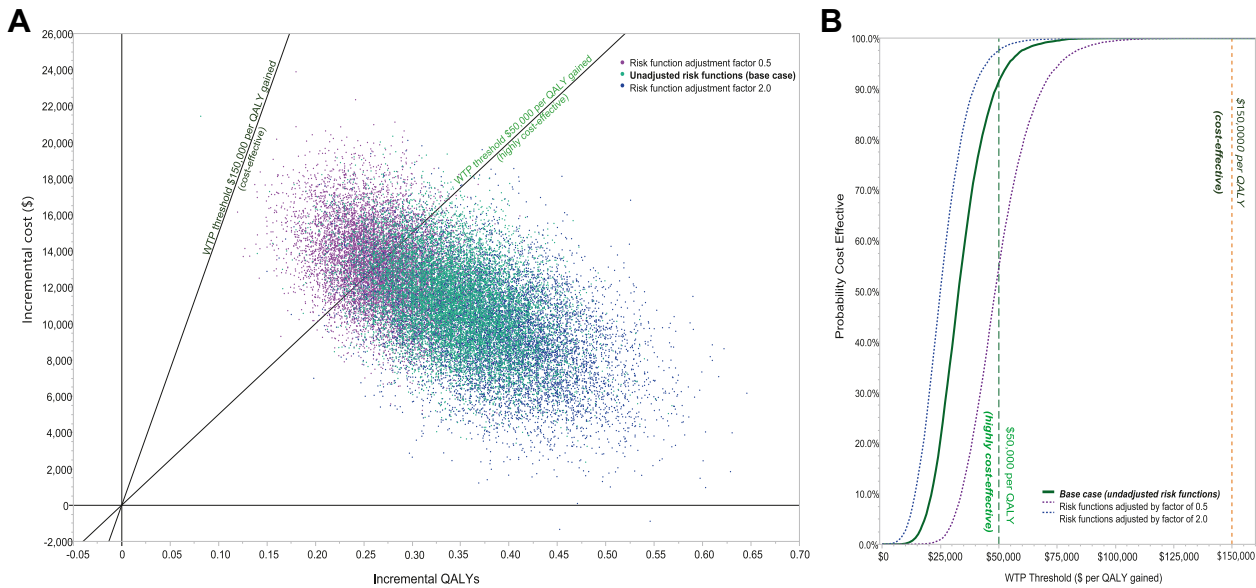 A
26,000
24,000
22,000
20,000
18,000
16,000
14,000
12,000
10,000
8,000
6,000
4,000
2,000
0
-2,000
Incremental cost ($)
-0.05
0
0.05
0.10
0.15
0.20
0.25
0.30
0.35
0.40
0.45
0.50
0.55
0.60
0.65
0.70
Incremental QALYs
WTP threshold $150,000 per QALY gained
(cost-effective)
WTP threshold $50,000 per QALY gained
(highly cost-effective)
Risk function adjustment factor 0.5
Unadjusted risk functions (base case)
Risk function adjustment factor 2.0
B
100.0%
90.0%
80.0%
70.0%
60.0%
50.0%
40.0%
30.0%
20.0%
10.0%
0.0%
Probability Cost Effective
$0
$25,000
$50,000
$75,000
$100,000
$125,000
$150,000
WTP Threshold ($ per QALY gained)
$50,000 per QALY
(highly cost-effective)
$150,0000 per QALY
(cost-effective)
Base case (undadjusted risk functions)
Risk functions adjusted by factor of 0.5
Risk functions adjusted by factor of 2.0